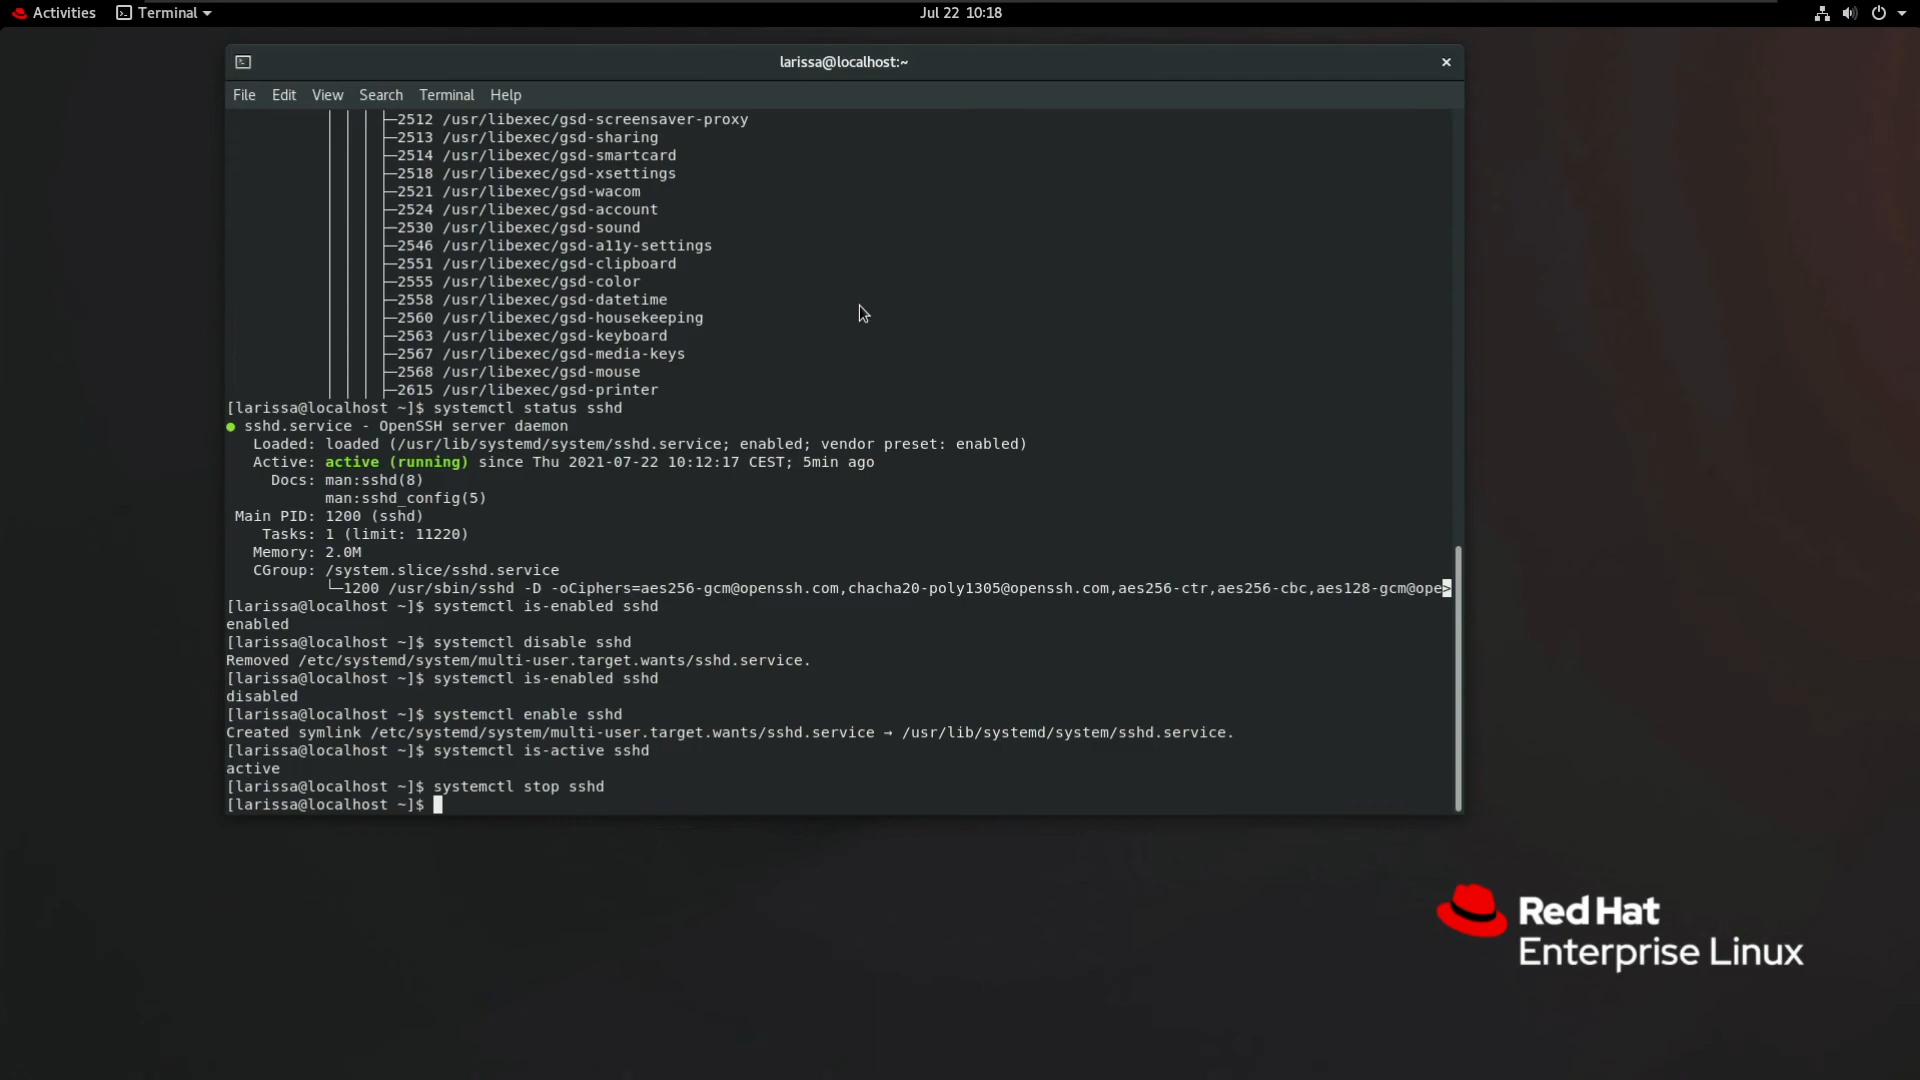 Activities Terminal Jul 22 10:18
larissa@localhost:~
File Edit View Search Terminal Help
├─2512 /usr/libexec/gsd-screensaver-proxy
├─2513 /usr/libexec/gsd-sharing
├─2514 /usr/libexec/gsd-smartcard
├─2518 /usr/libexec/gsd-xsettings
├─2521 /usr/libexec/gsd-wacom
├─2524 /usr/libexec/gsd-account
├─2530 /usr/libexec/gsd-sound
├─2546 /usr/libexec/gsd-a11y-settings
├─2551 /usr/libexec/gsd-clipboard
├─2555 /usr/libexec/gsd-color
├─2558 /usr/libexec/gsd-datetime
├─2560 /usr/libexec/gsd-housekeeping
├─2563 /usr/libexec/gsd-keyboard
├─2567 /usr/libexec/gsd-media-keys
├─2568 /usr/libexec/gsd-mouse
├─2615 /usr/libexec/gsd-printer
[larissa@localhost ~]$ systemctl status sshd
● sshd.service - OpenSSH server daemon
Loaded: loaded (/usr/lib/systemd/system/sshd.service; enabled; vendor preset: enabled)
Active: active (running) since Thu 2021-07-22 10:12:17 CEST; 5min ago
Docs: man:sshd(8)
man:sshd_config(5)
Main PID: 1200 (sshd)
Tasks: 1 (limit: 11220)
Memory: 2.0M
CGroup: /system.slice/sshd.service
└─1200 /usr/sbin/sshd -D -oCiphers=aes256-gcm@openssh.com,chacha20-poly1305@openssh.com,aes256-ctr,aes256-cbc,aes128-gcm@ope>
[larissa@localhost ~]$ systemctl is-enabled sshd
enabled
[larissa@localhost ~]$ systemctl disable sshd
Removed /etc/systemd/system/multi-user.target.wants/sshd.service.
[larissa@localhost ~]$ systemctl is-enabled sshd
disabled
[larissa@localhost ~]$ systemctl enable sshd
Created symlink /etc/systemd/system/multi-user.target.wants/sshd.service → /usr/lib/systemd/system/sshd.service.
[larissa@localhost ~]$ systemctl is-active sshd
active
[larissa@localhost ~]$ systemctl stop sshd
[larissa@localhost ~]$
Red Hat
Enterprise Linux